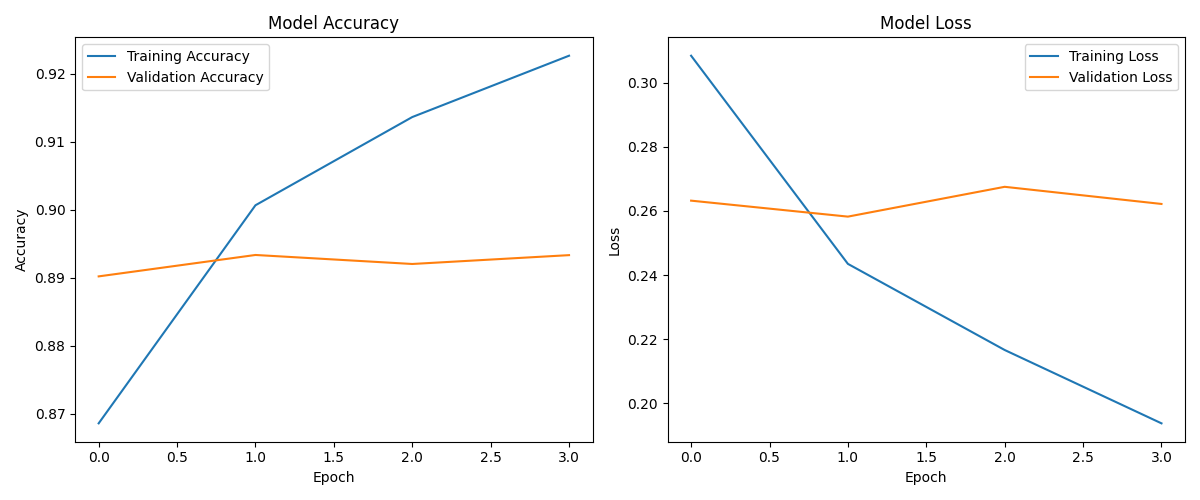 Model Accuracy
Training Accuracy
Validation Accuracy
0.92
0.91
0.90
0.89
0.88
0.87
Accuracy
0.0 0.5 1.0 1.5 2.0 2.5 3.0
Epoch
Model Loss
Training Loss
Validation Loss
0.30
0.28
0.26
0.24
0.22
0.20
Loss
0.0 0.5 1.0 1.5 2.0 2.5 3.0
Epoch